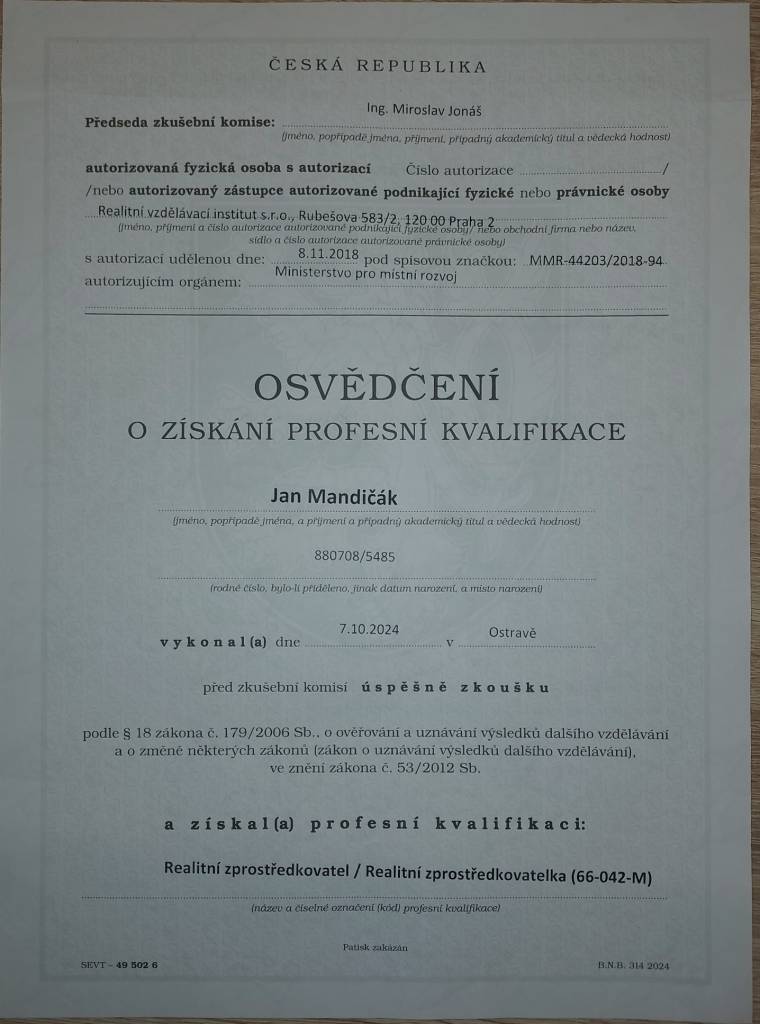 ČESKÁ REPUBLIKA
Ing. Miroslav Jonáš
Předseda zkušební komise:
(jméno, popřípadě jména, příjmení, případný akademický titul a vědecká hodnost)
autorizovaná fyzická osoba s autorizací Číslo autorizace /
/nebo autorizovaný zástupce autorizované podnikající fyzické nebo právnické osoby
Realitní vzdělávací institut s.r.o., Rubešova 583/2, 120 00 Praha 2
(jméno, příjmení a číslo autorizace autorizované podnikající fyzické osoby/ nebo obchodní firma nebo název,
sídlo a číslo autorizace autorizované právnické osoby)
s autorizací udělenou dne: 8.11.2018 pod spisovou značkou: MMR-44203/2018-94
autorizujícím orgánem: Ministerstvo pro místní rozvoj
OSVĚDČENÍ
O ZÍSKÁNÍ PROFESNÍ KVALIFIKACE
Jan Mandičák
(jméno, popřípadě jména, a příjmení a případný akademický titul a vědecká hodnost)
880708/5485
(rodné číslo, bylo-li přiděleno, jinak datum narození, a místo narození)
vykonal(a) dne 7.10.2024 v Ostravě
před zkušební komisí úspěšně zkoušku
podle § 18 zákona č. 179/2006 Sb., o ověřování a uznávání výsledků dalšího vzdělávání
a o změně některých zákonů (zákon o uznávání výsledků dalšího vzdělávání),
ve znění zákona č. 53/2012 Sb.
a získal(a) profesní kvalifikaci:
Realitní zprostředkovatel / Realitní zprostředkovatelka (66-042-M)
(název a číselné označení (kód) profesní kvalifikace)
Patisk zakázán
SEVT – 49 502 6 B.N.B. 314 2024